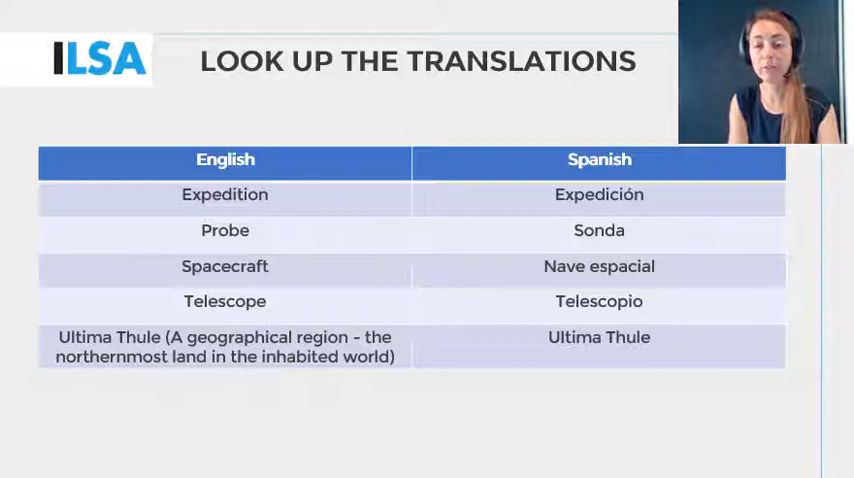 ILSA
LOOK UP THE TRANSLATIONS
English Spanish
Expedition Expedición
Probe Sonda
Spacecraft Nave espacial
Telescope Telescopio
Ultima Thule (A geographical region - the Ultima Thule
northernmost land in the inhabited world)